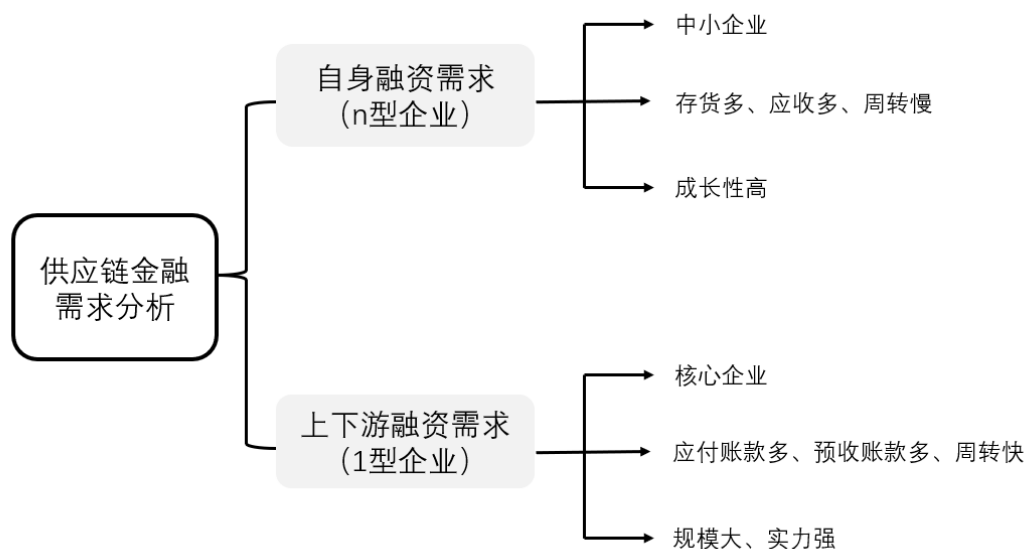 供应链金融
需求分析
自身融资需求
（n型企业）
中小企业
存货多、应收多、周转慢
成长性高
上下游融资需求
（1型企业）
核心企业
应付账款多、预收账款多、周转快
规模大、实力强